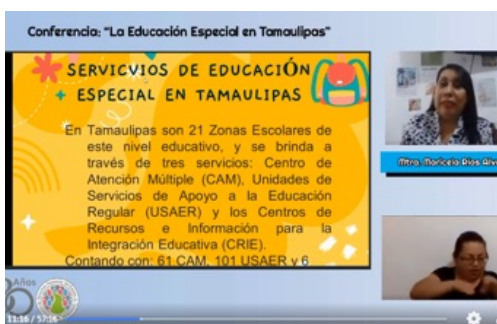 Conferencia: "La Educación Especial en Tamaulipas"
SERVICVIOS DE EDUCACIÓN
+ ESPECIAL EN TAMAULIPAS
En Tamaulipas son 21 Zonas Escolares de
este nivel educativo, y se brinda a
través de tres servicios: Centro de
Atención Múltiple (CAM), Unidades de
Servicios de Apoyo a la Educación
Regular (USAER) y los Centros de
Recursos e Información para la
Integración Educativa (CRIE).
Contando con: 61 CAM, 101 USAER y 6
Mtra. Maricela Ríos
Años
11:16 / 57:16